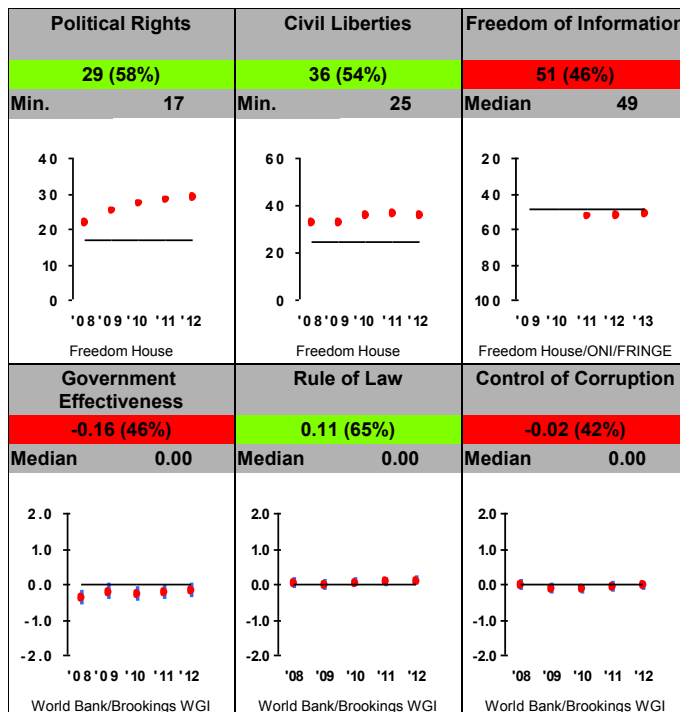 Political Rights
29 (58%)
Min. 17
40
30
20
10
0
'08 '09 '10 '11 '12
Freedom House
Civil Liberties
36 (54%)
Min. 25
60
40
20
0
'08 '09 '10 '11 '12
Freedom House
Freedom of Information
51 (46%)
Median 49
20
40
60
80
100
'09 '10 '11 '12 '13
Freedom House/ONI/FRINGE
Government
Effectiveness
-0.16 (46%)
Median 0.00
2.0
1.0
0.0
-1.0
-2.0
'08 '09 '10 '11 '12
World Bank/Brookings WGI
Rule of Law
0.11 (65%)
Median 0.00
2.0
1.0
0.0
-1.0
-2.0
'08 '09 '10 '11 '12
World Bank/Brookings WGI
Control of Corruption
-0.02 (42%)
Median 0.00
2.0
1.0
0.0
-1.0
-2.0
'08 '09 '10 '11 '12
World Bank/Brookings WGI